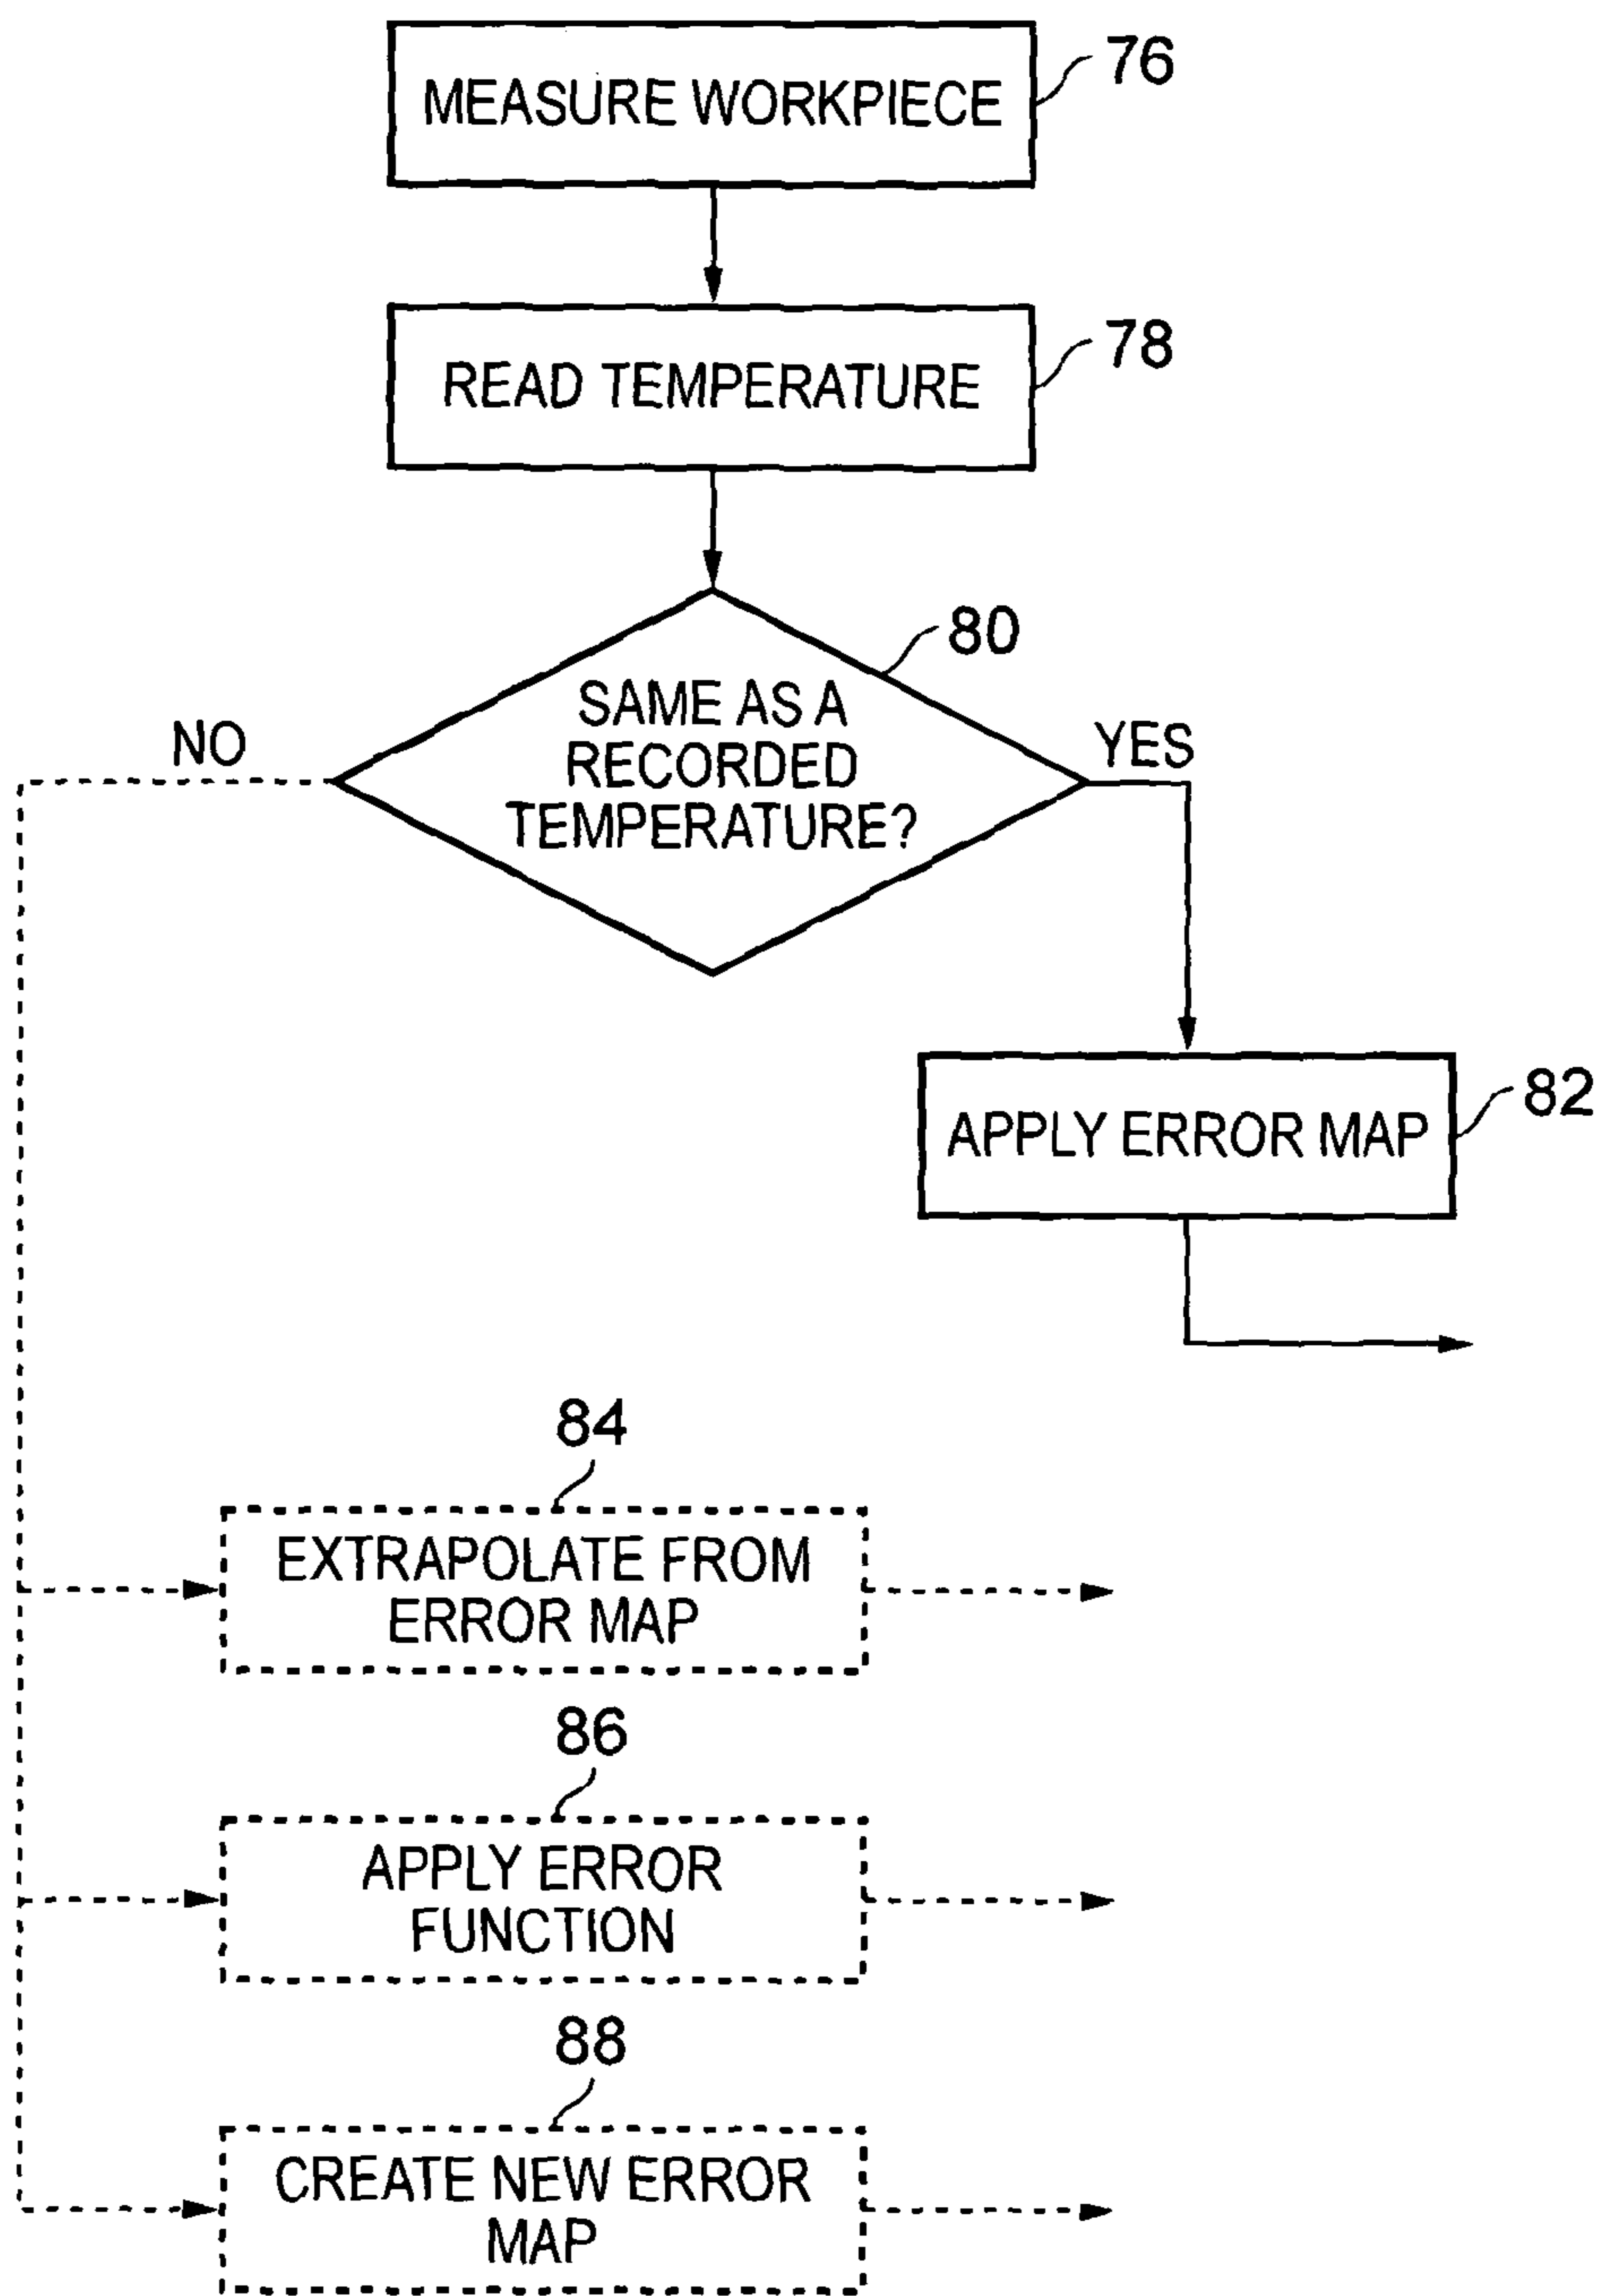 76
MEASURE WORKPIECE
78
READ TEMPERATURE
80
SAME AS A
RECORDED
TEMPERATURE?
NO
YES
82
APPLY ERROR MAP
84
EXTRAPOLATE FROM
ERROR MAP
86
APPLY ERROR
FUNCTION
88
CREATE NEW ERROR
MAP